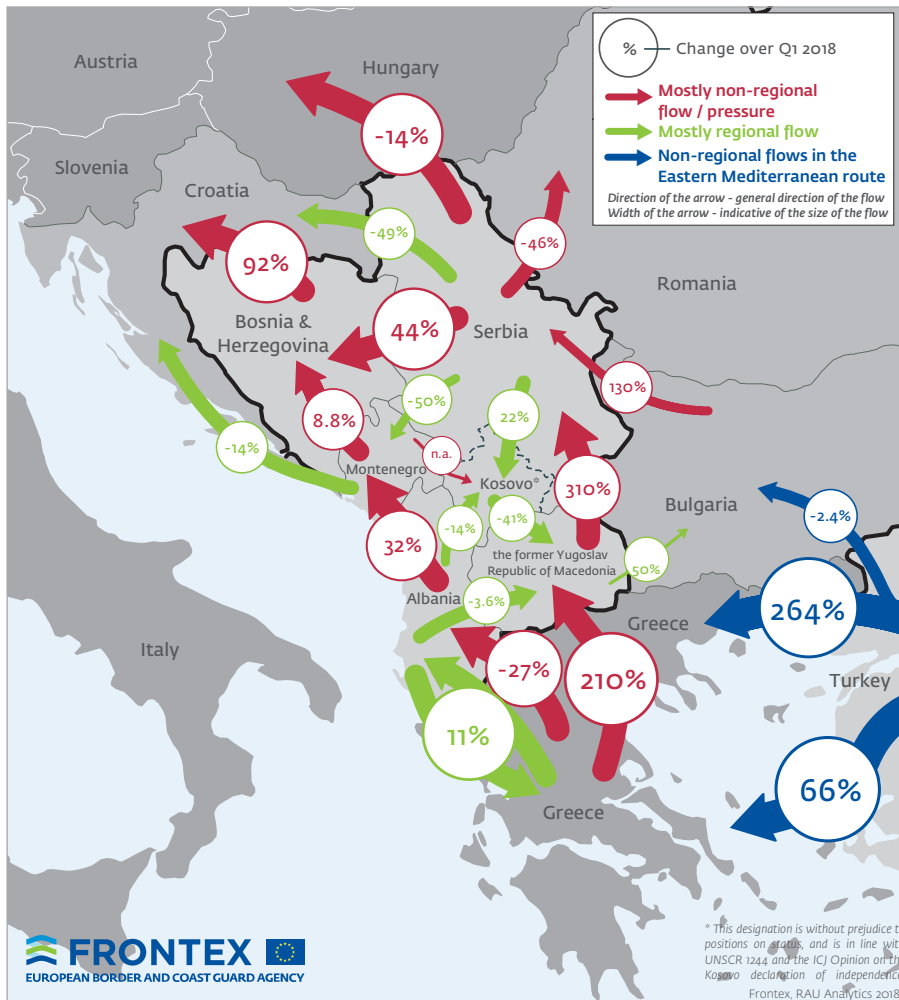 % Change over Q1 2018
Mostly non-regional
flow / pressure
Mostly regional flow
Non-regional flows in the
Eastern Mediterranean route
Direction of the arrow - general direction of the flow
Width of the arrow - indicative of the size of the flow
Austria
Hungary
-14%
Slovenia
Croatia
-49%
-46%
92%
Romania
Bosnia &
Herzegovina
44%
Serbia
130%
-50%
22%
8.8%
-14%
n.a.
Montenegro
Kosovo*
310%
Bulgaria
-2.4%
-14%
-41%
32%
the former Yugoslav
Republic of Macedonia
50%
Albania
-3.6%
264%
Greece
Italy
-27%
210%
Turkey
11%
66%
Greece
* This designation is without prejudice t
positions on status, and is in line wit
UNSCR 1244 and the ICJ Opinion on th
Kosovo declaration of independenc
Frontex, RAU Analytics 2018
FRONTEX
EUROPEAN BORDER AND COAST GUARD AGENCY